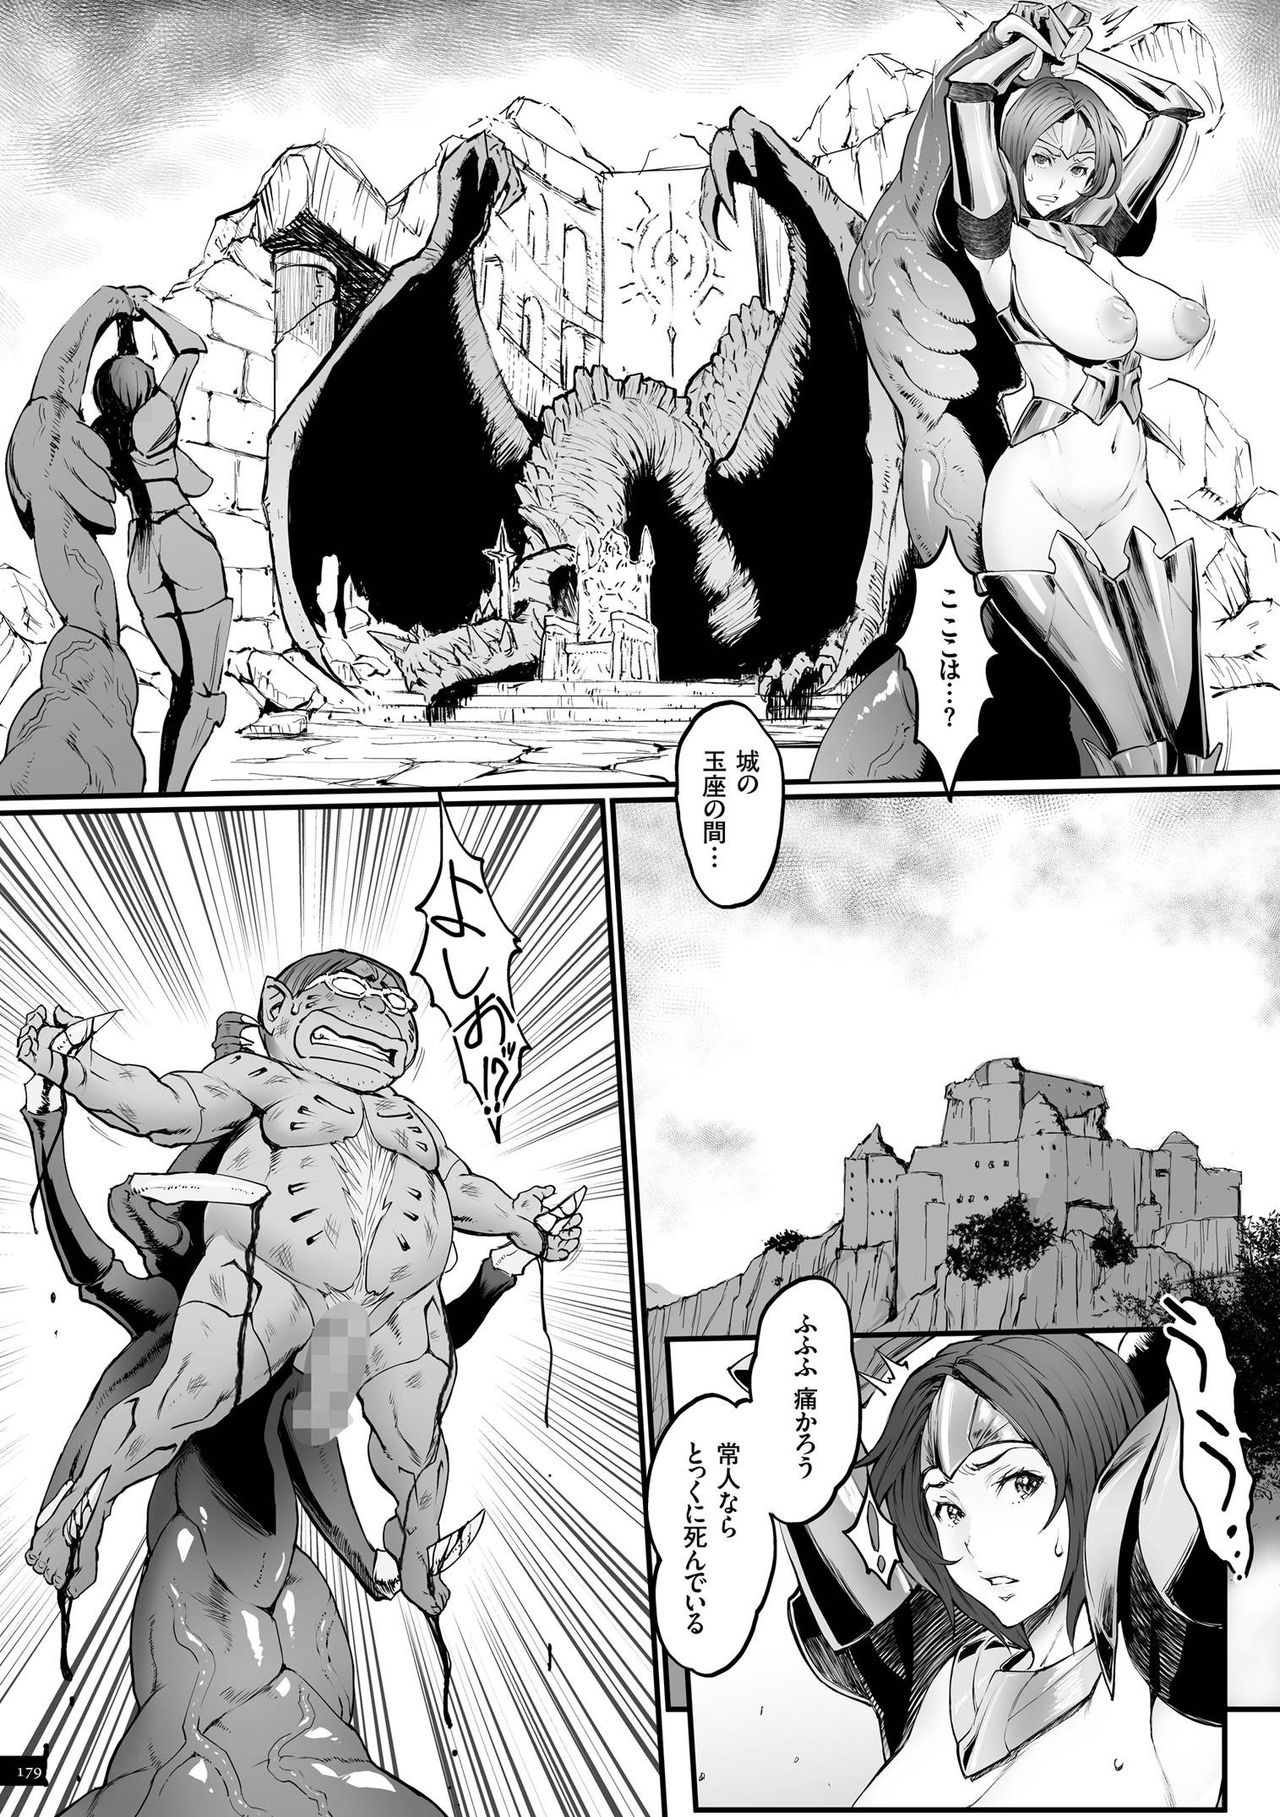 ここは…?
城の
玉座の間…
ふふふ 痛かろう
常人なら
とっくに死んでいる
よしおッ!?
179